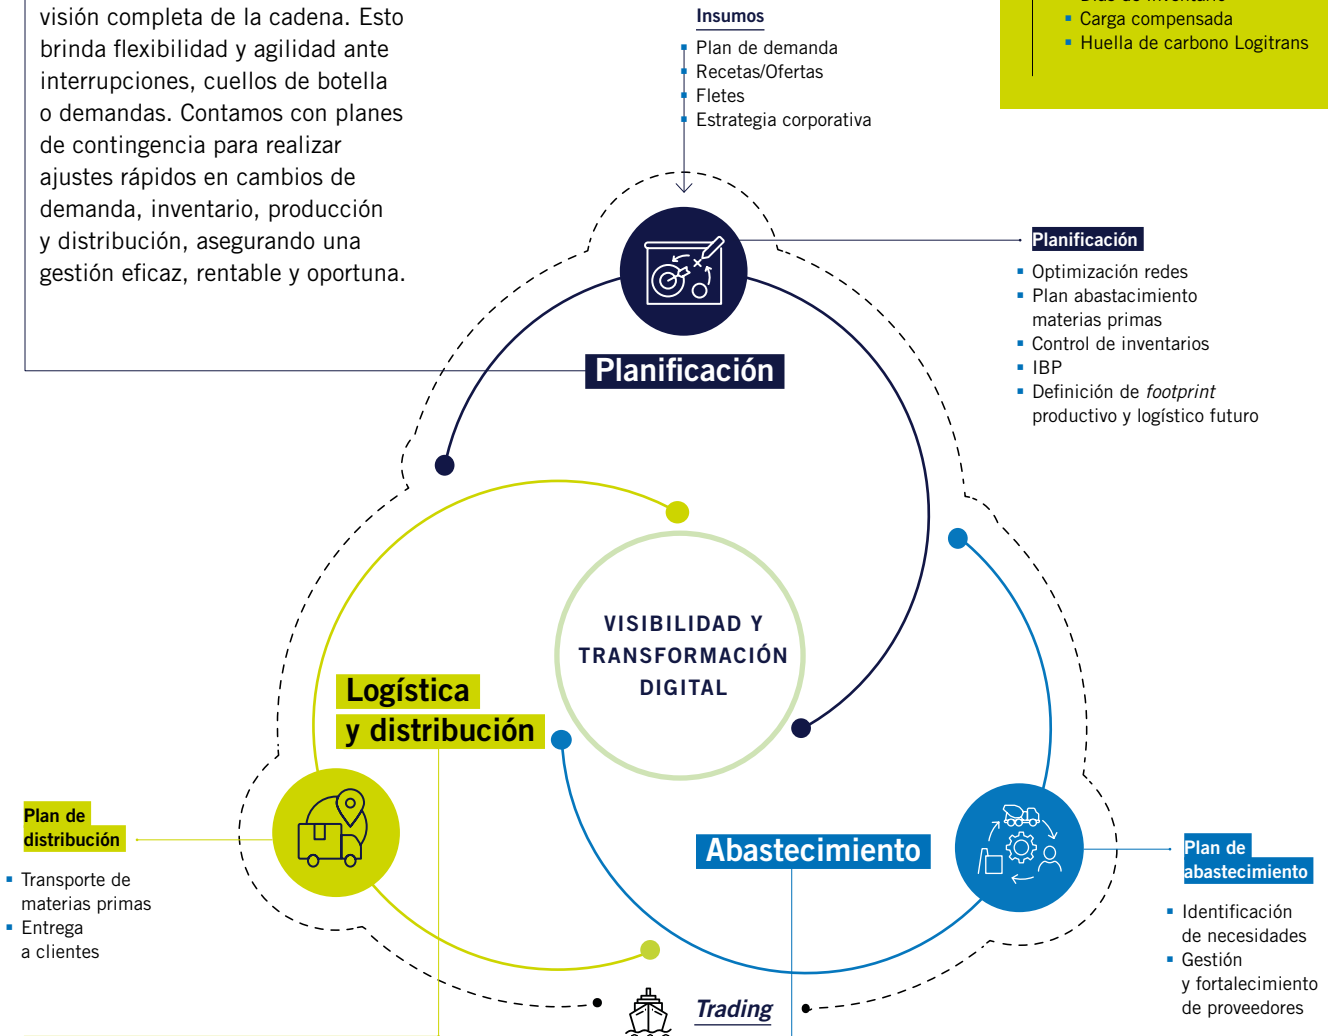 visión completa de la cadena. Esto
brinda flexibilidad y agilidad ante
interrupciones, cuellos de botella
o demandas. Contamos con planes
de contingencia para realizar
ajustes rápidos en cambios de
demanda, inventario, producción
y distribución, asegurando una
gestión eficaz, rentable y oportuna.
Insumos
Plan de demanda
Recetas/Ofertas
Fletes
Estrategia corporativa
Carga compensada
Huella de carbono Logitrans
Planificación
Optimización redes
Plan abastacimiento
materias primas
Control de inventarios
IBP
Definición de footprint
productivo y logístico futuro
Planificación
VISIBILIDAD Y
TRANSFORMACIÓN
DIGITAL
Logística
y distribución
Plan de
distribución
Transporte de
materias primas
Entrega
a clientes
Abastecimiento
Plan de
abastecimiento
Identificación
de necesidades
Gestión
y fortalecimiento
de proveedores
Trading